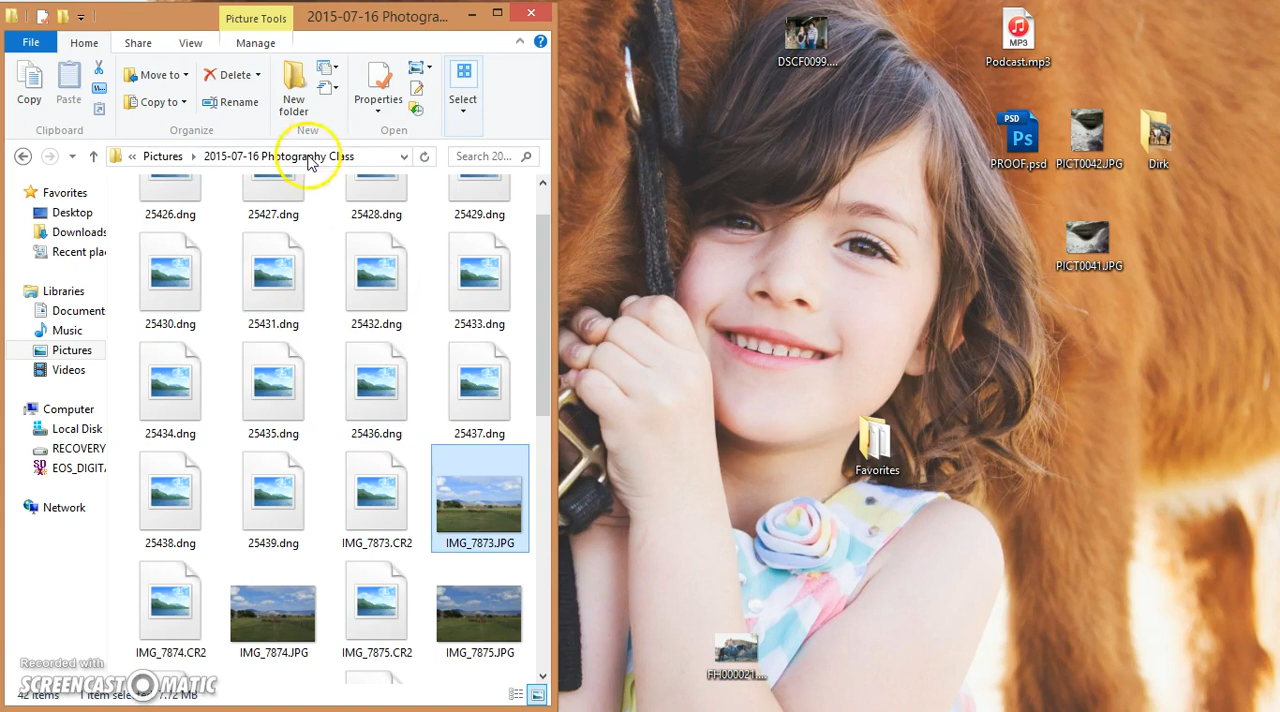 Picture Tools
2015-07-16 Photogra...
File
Home
Share
View
Manage
Copy
Paste
Move to
Copy to
Delete
Rename
New folder
Properties
Select
Clipboard
Organize
New
Open
« Pictures
2015-07-16 Photography Class
Search 20...
Favorites
Desktop
Downloads
Recent plac
Libraries
Document
Music
Pictures
Videos
Computer
Local Disk
RECOVERY
EOS_DIGITA
Network
25426.dng
25427.dng
25428.dng
25429.dng
25430.dng
25431.dng
25432.dng
25433.dng
25434.dng
25435.dng
25436.dng
25437.dng
25438.dng
25439.dng
IMG_7873.CR2
IMG_7873.JPG
IMG_7874.CR2
IMG_7874.JPG
IMG_7875.CR2
IMG_7875.JPG
Recorded with
SCREENCAST MATIC
42 items
1 item selected 7.72 MB
DSCF0099....
MP3
Podcast.mp3
PSD
Ps
PROOF.psd
PICT0042.JPG
Dirk
PICT0041.JPG
Favorites
FH000021....